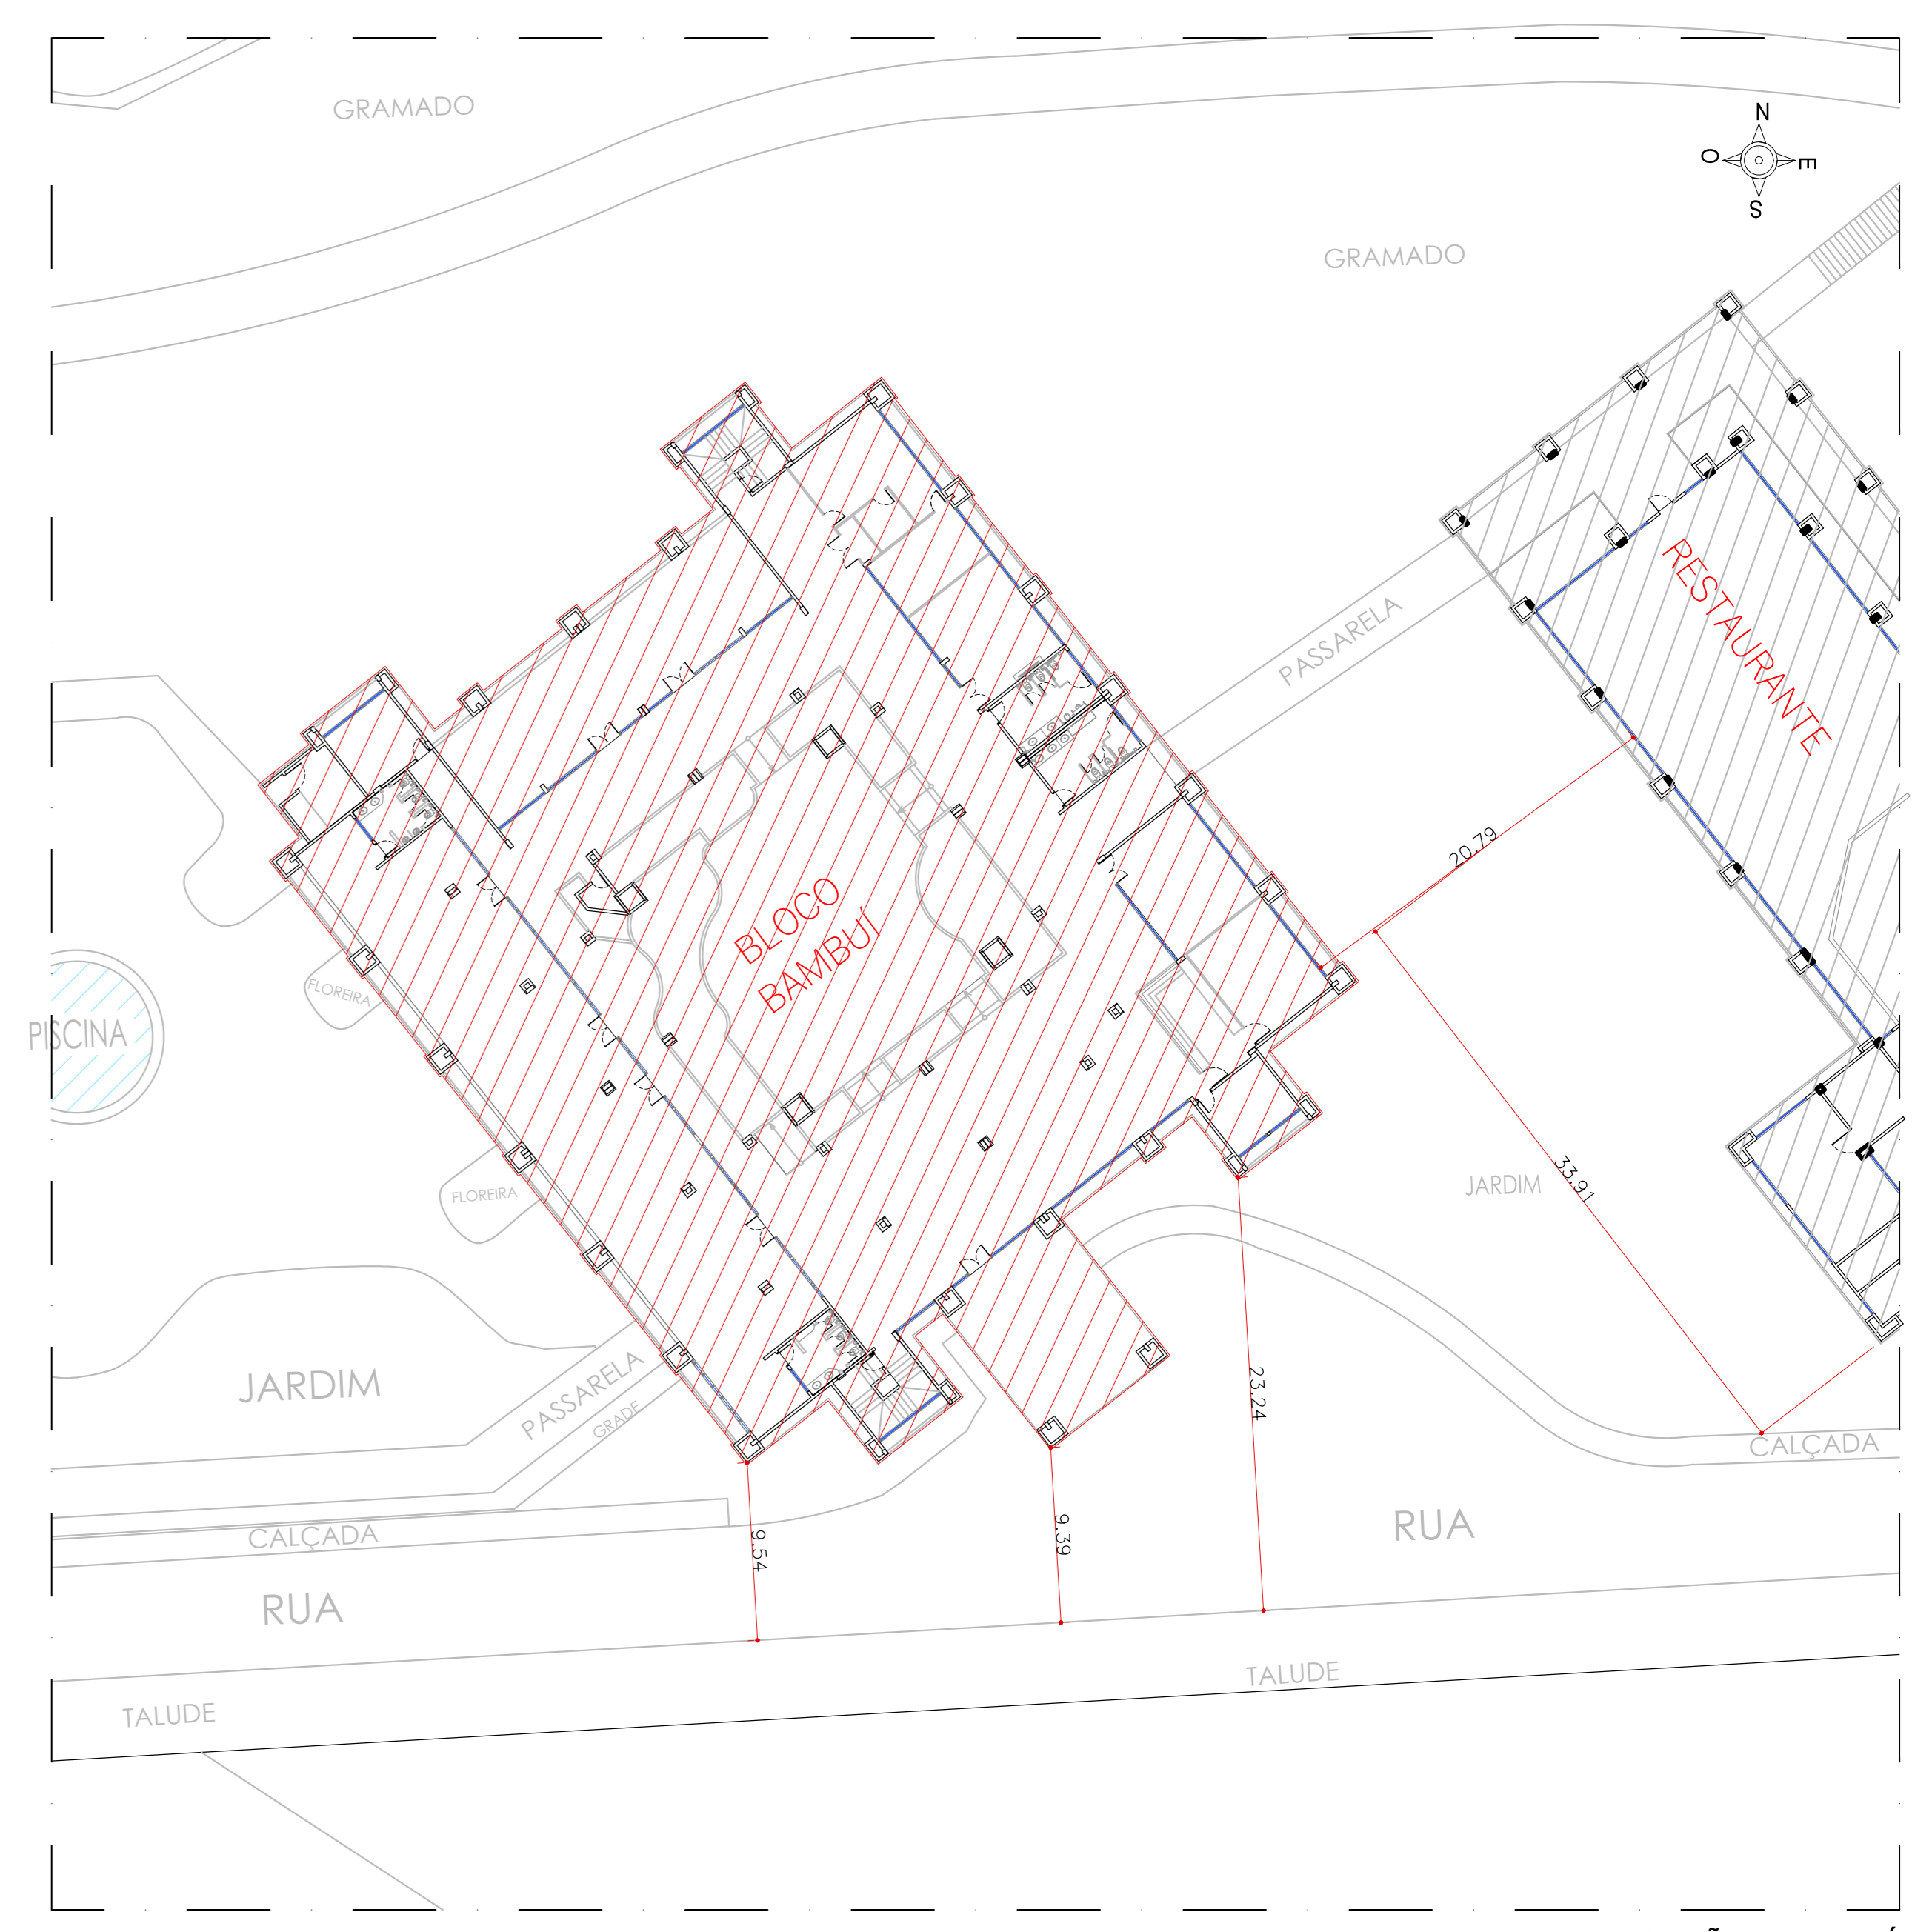 GRAMADO
N
O
E
S
GRAMADO
PASSARELA
RESTAURANTE
20.79
BLOCO
BAMBUÍ
FLOREIRA
PISCINA
FLOREIRA
33.91
JARDIM
JARDIM
PASSARELA
GRADE
23.24
CALÇADA
9.54
9.39
RUA
CALÇADA
RUA
TALUDE
TALUDE